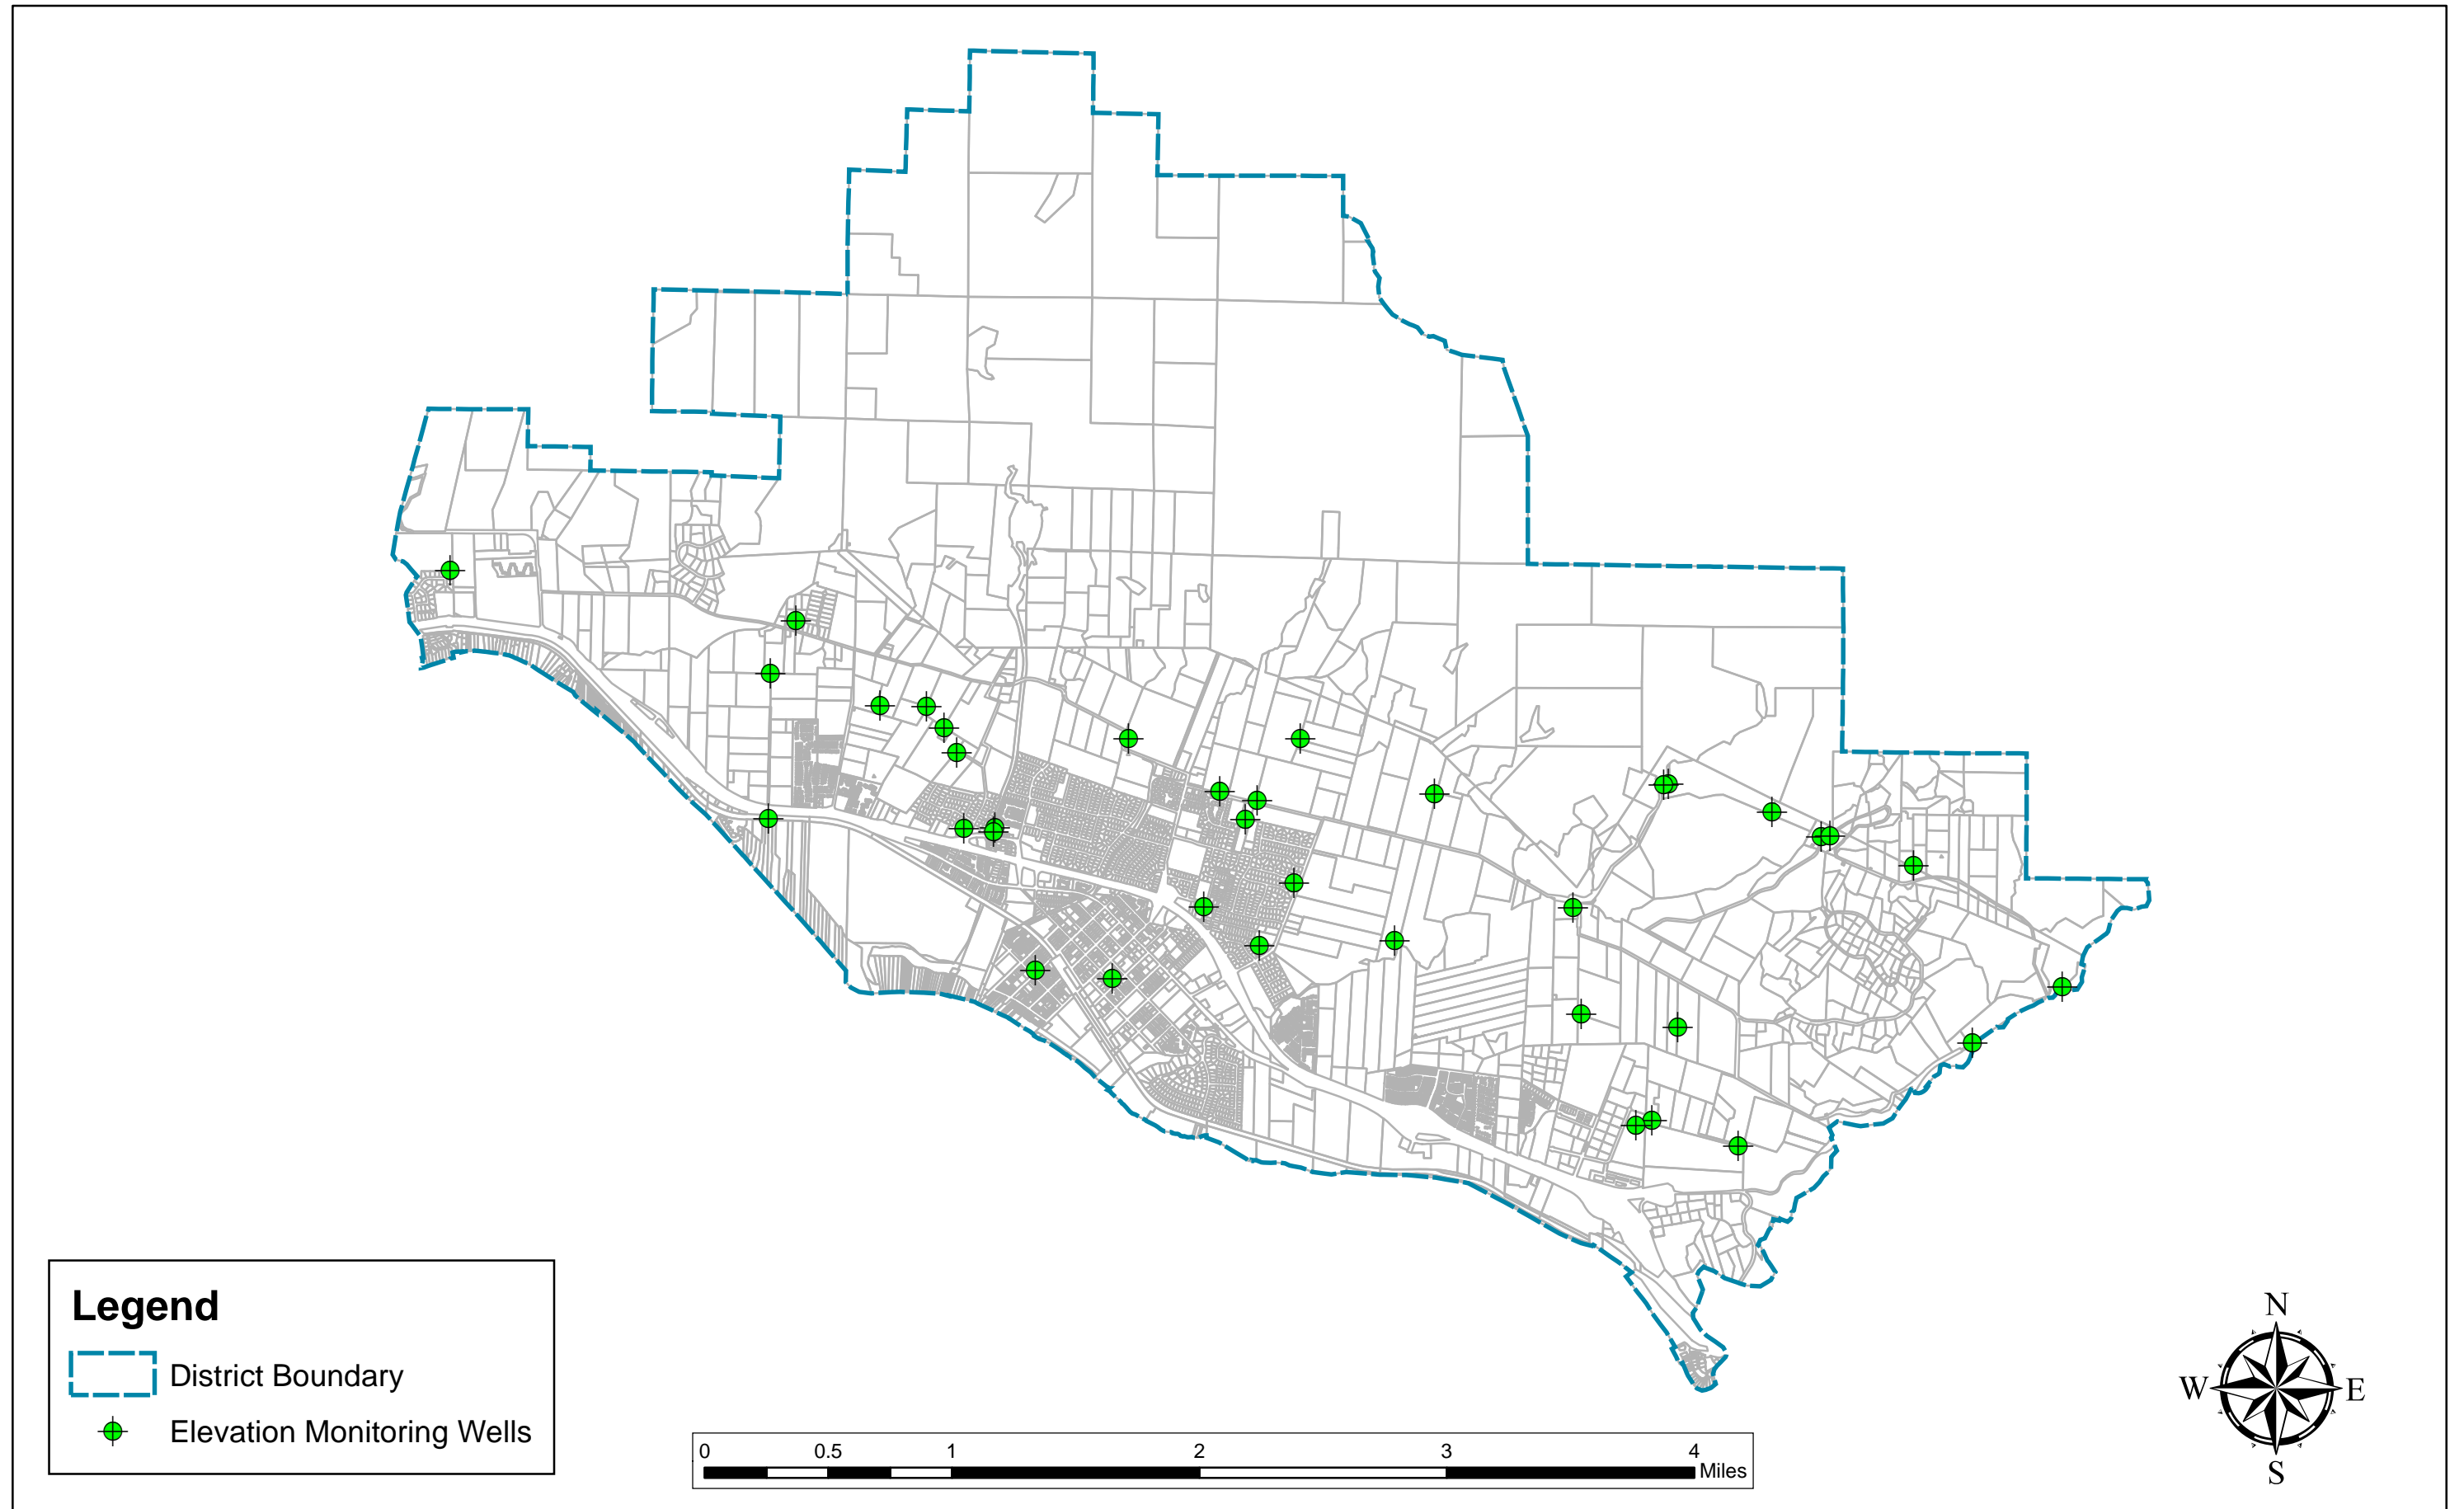 Legend
District Boundary
Elevation Monitoring Wells
0 0.5 1 2 3 4
Miles
N
W E
S